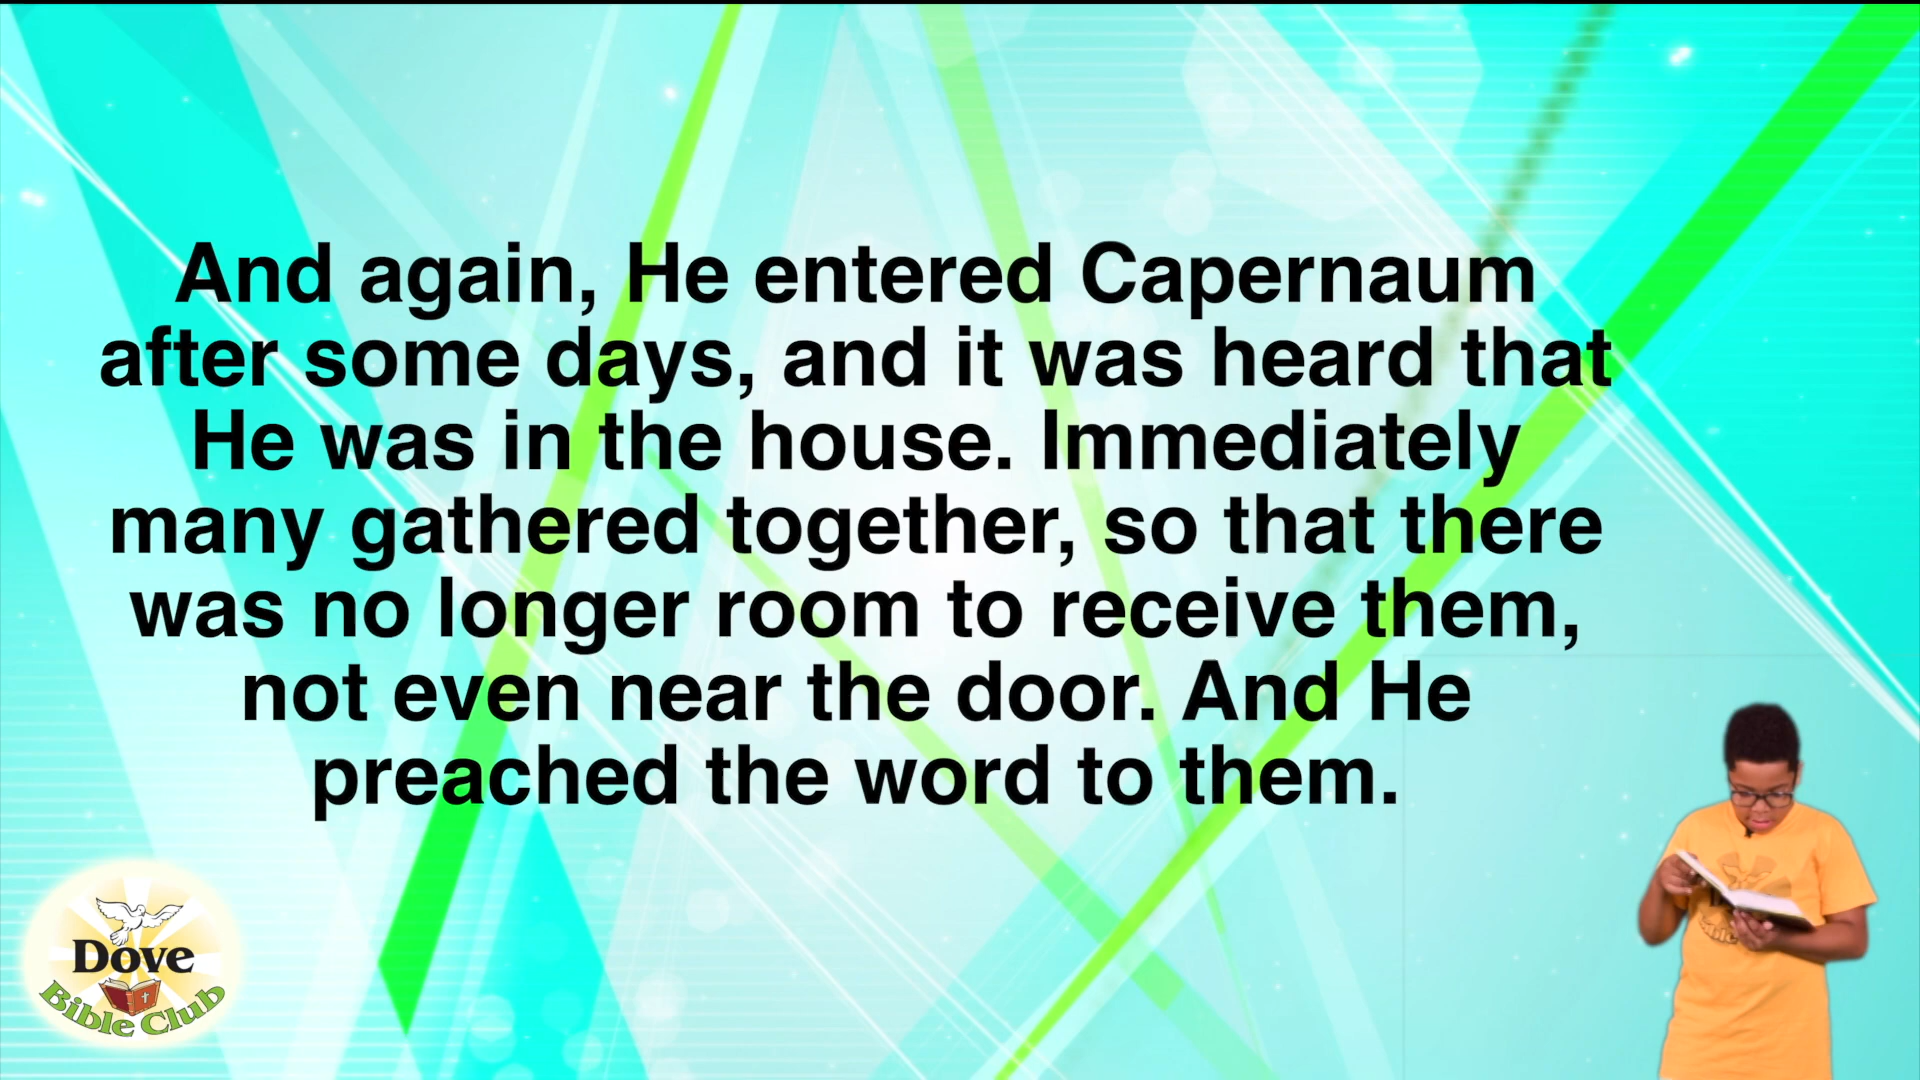 And again, He entered Capernaum
after some days, and it was heard that
He was in the house. Immediately
many gathered together, so that there
was no longer room to receive them,
not even near the door. And He
preached the word to them.
Dove
Bible Club